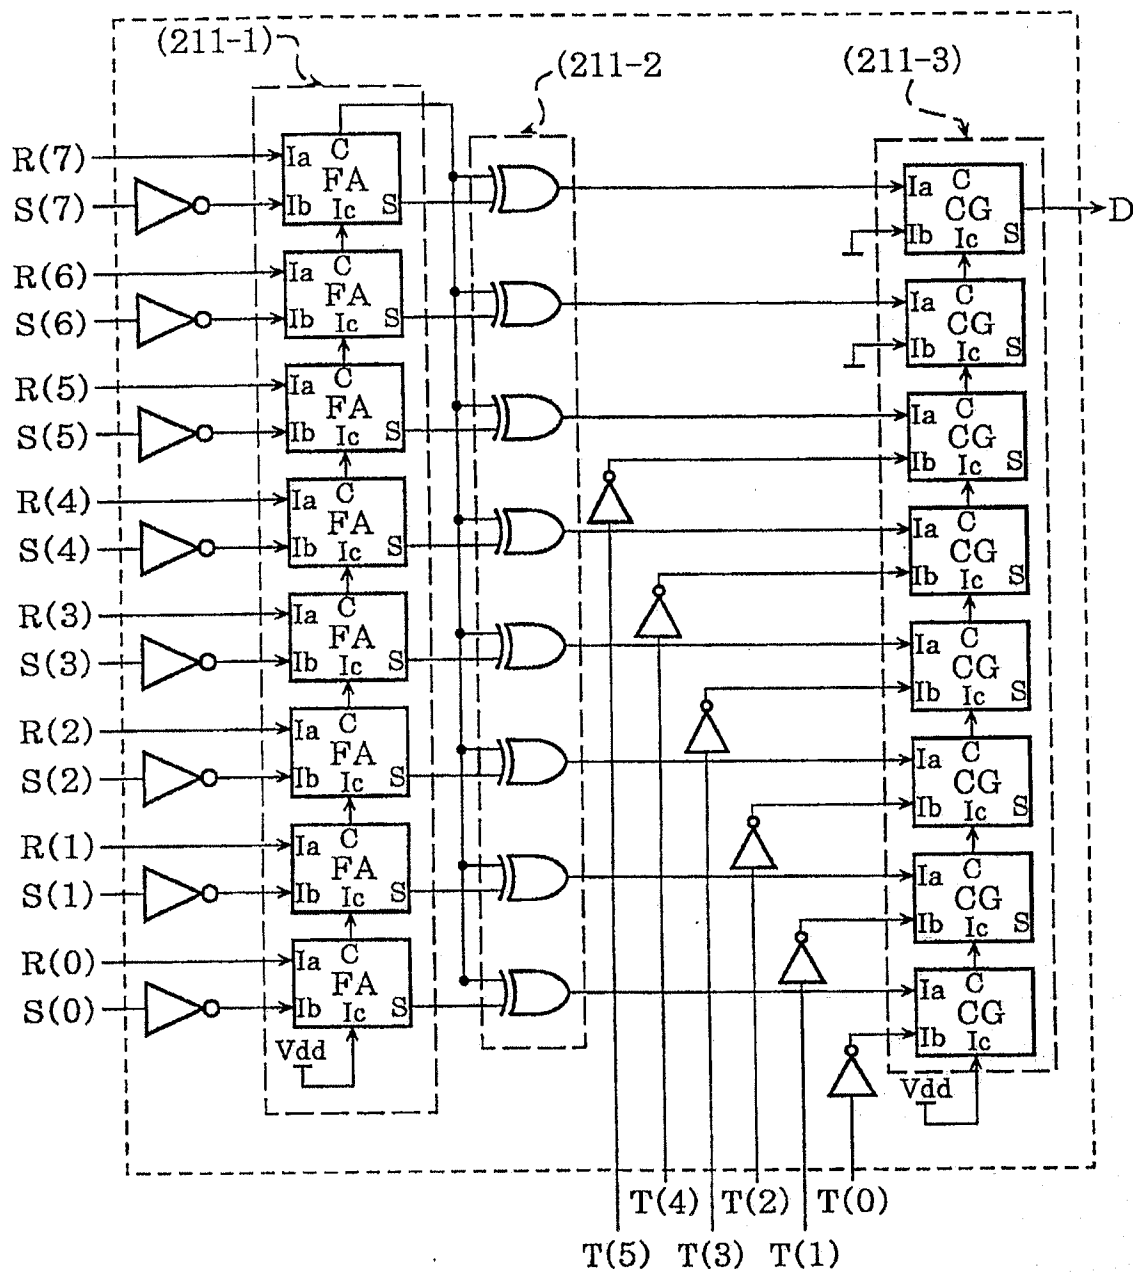 (211-1)
(211-2
(211-3)
R(7)
S(7)
Ia
C
FA
Ib
Ic
S
Ia
C
CG
Ib
Ic
S
D
R(6)
S(6)
Ia
C
FA
Ib
Ic
S
Ia
C
CG
Ib
Ic
S
R(5)
S(5)
Ia
C
FA
Ib
Ic
S
Ia
C
CG
Ib
Ic
S
R(4)
S(4)
Ia
C
FA
Ib
Ic
S
Ia
C
CG
Ib
Ic
S
R(3)
S(3)
Ia
C
FA
Ib
Ic
S
Ia
C
CG
Ib
Ic
S
R(2)
S(2)
Ia
C
FA
Ib
Ic
S
Ia
C
CG
Ib
Ic
S
R(1)
S(1)
Ia
C
FA
Ib
Ic
S
Ia
C
CG
Ib
Ic
S
R(0)
S(0)
Ia
C
FA
Ib
Ic
S
Ia
C
CG
Ib
Ic
Vdd
Vdd
T(4)
T(2)
T(0)
T(5)
T(3)
T(1)